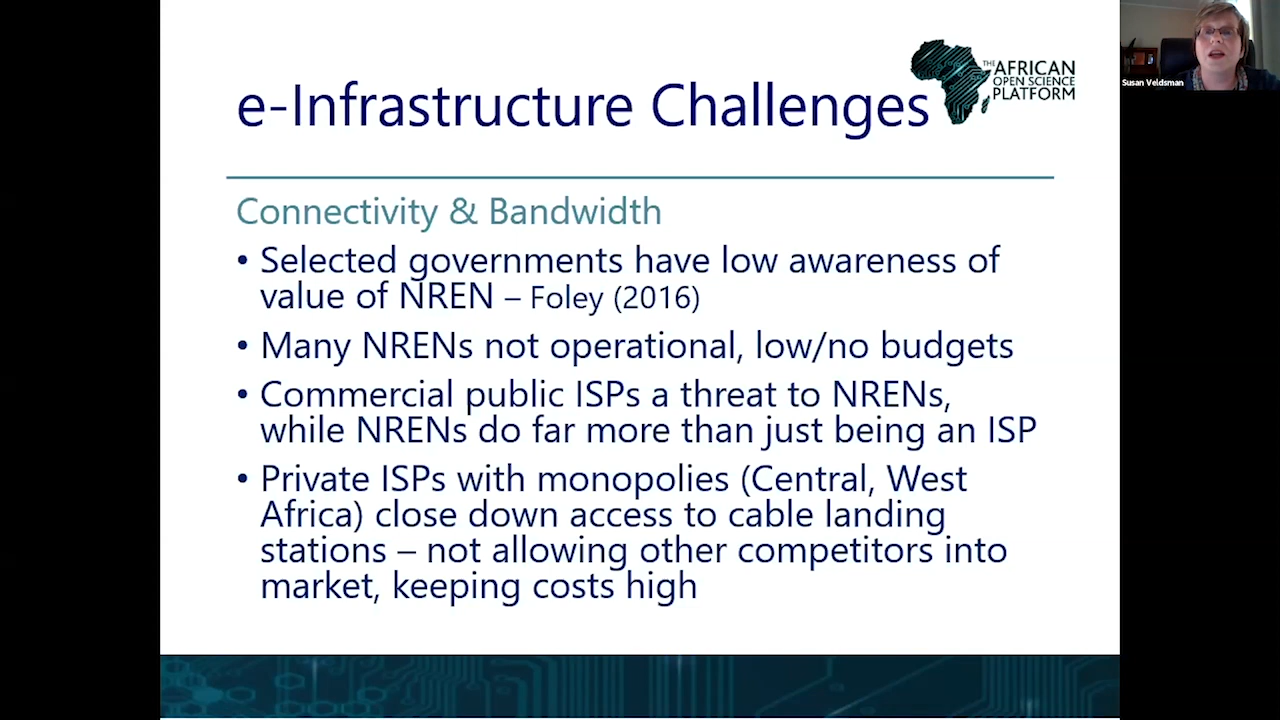 e-Infrastructure Challenges
THE AFRICAN
OPEN SCIENCE
PLATFORM
Susan Veldsman
Connectivity & Bandwidth
• Selected governments have low awareness of
value of NREN – Foley (2016)
• Many NRENs not operational, low/no budgets
• Commercial public ISPs a threat to NRENs,
while NRENs do far more than just being an ISP
• Private ISPs with monopolies (Central, West
Africa) close down access to cable landing
stations – not allowing other competitors into
market, keeping costs high